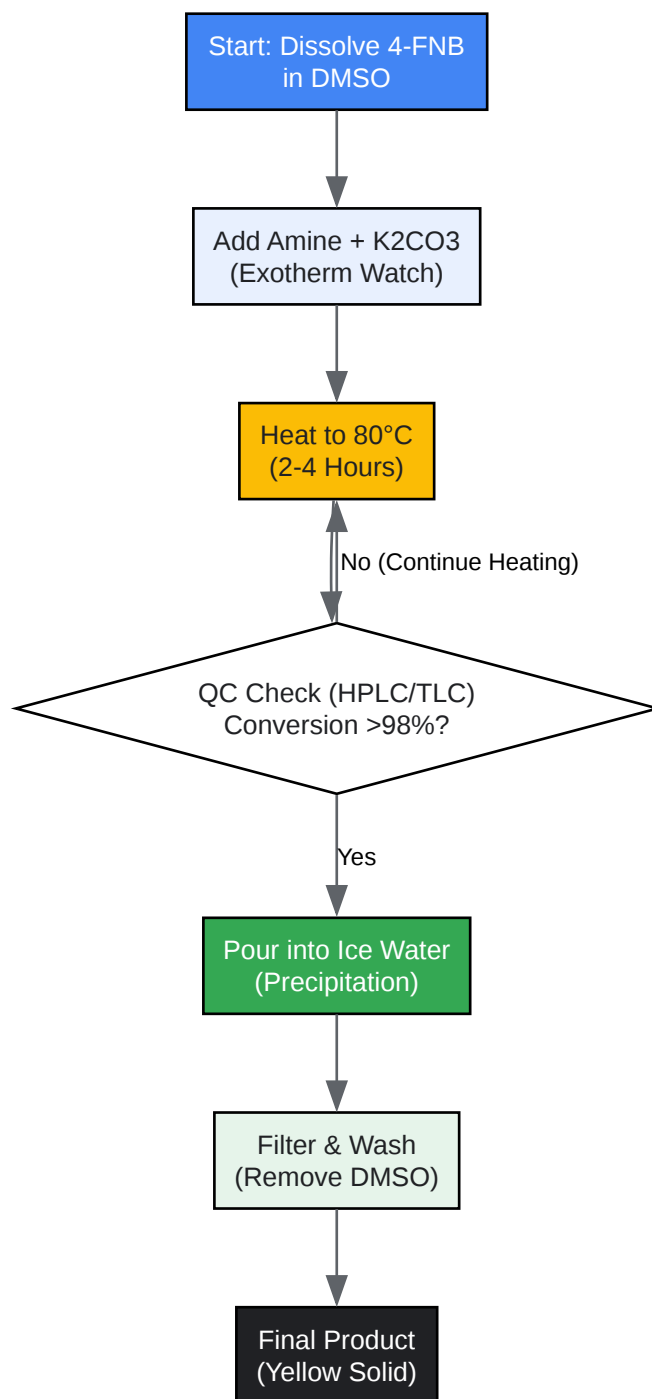 Start: Dissolve 4-FNB
in DMSO
Add Amine + K2CO3
(Exotherm Watch)
Heat to 80°C
(2-4 Hours)
No (Continue Heating)
QC Check (HPLC/TLC)
Conversion >98%?
Yes
Pour into Ice Water
(Precipitation)
Filter & Wash
(Remove DMSO)
Final Product
(Yellow Solid)